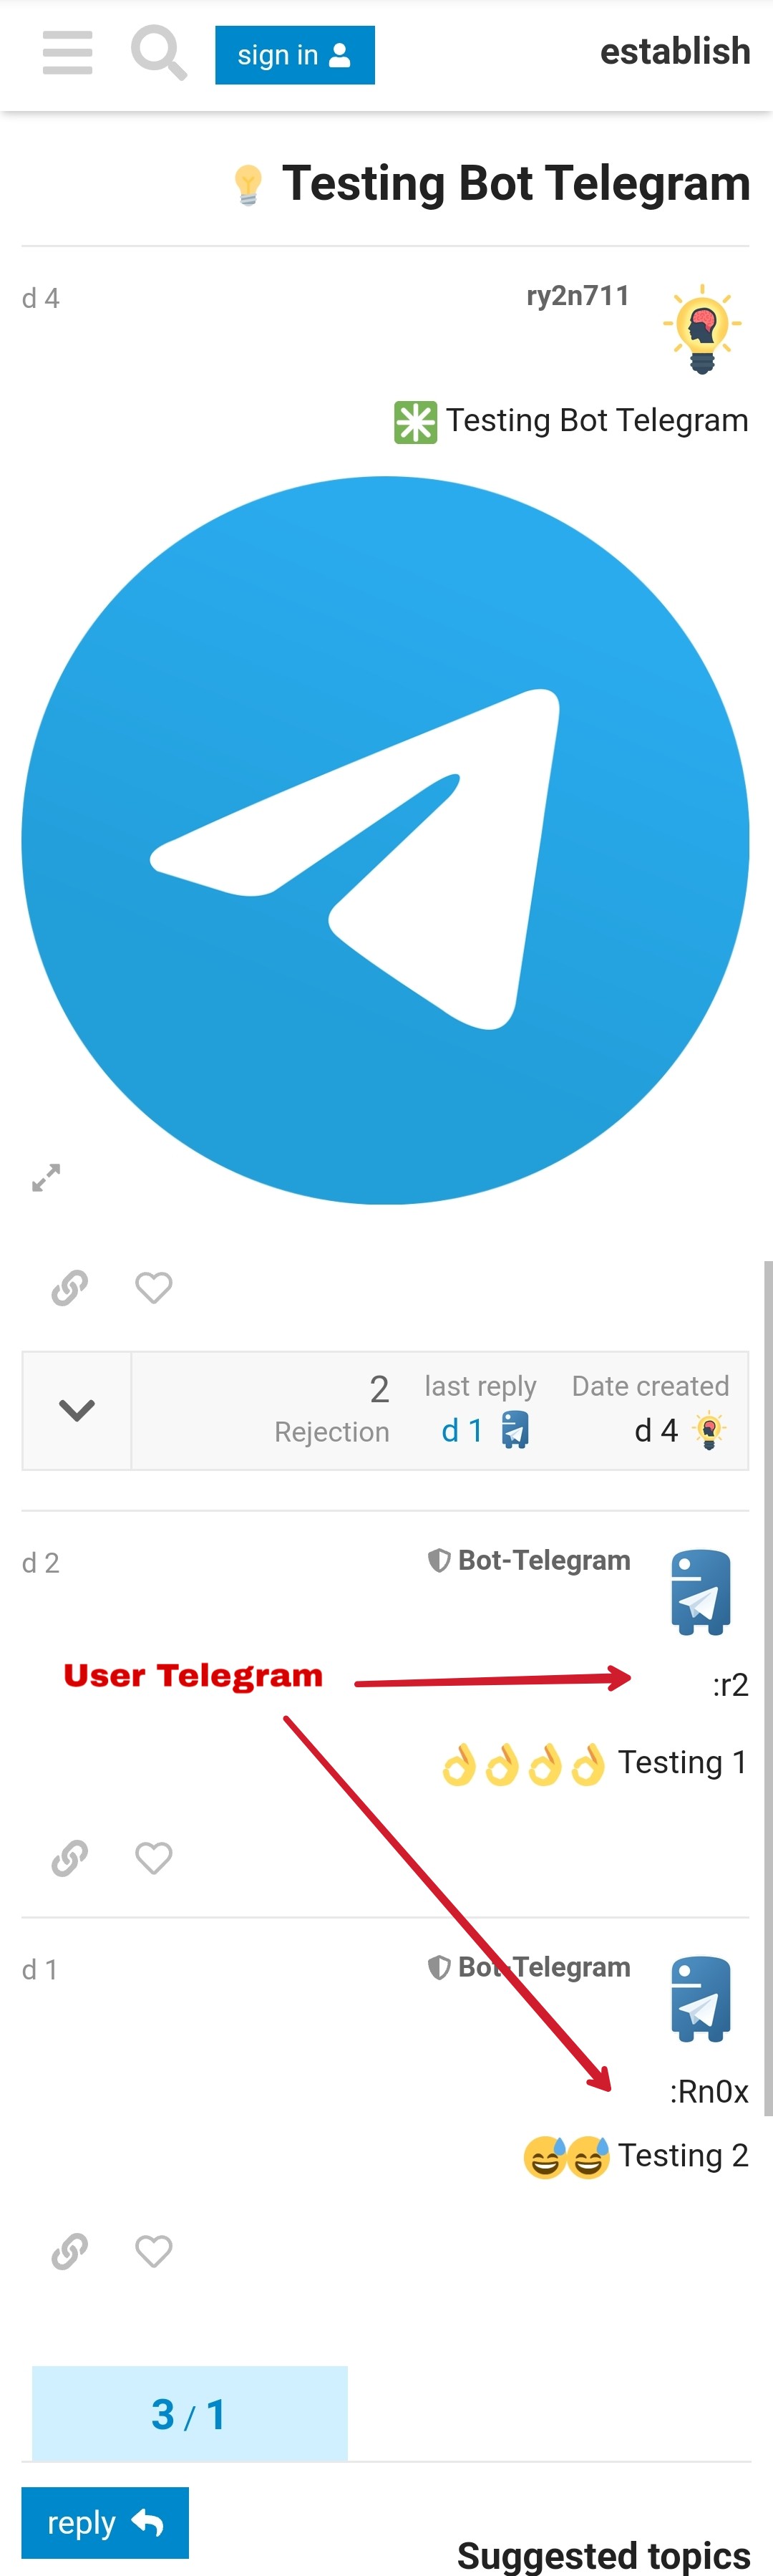 sign in
establish
Testing Bot Telegram
d 4
ry2n711
Testing Bot Telegram
2
Rejection
last reply
d 1
Date created
d 4
d 2
Bot-Telegram
User Telegram
:r2
Testing 1
d 1
Bot-Telegram
:Rn0x
Testing 2
3 / 1
reply
Suggested topics